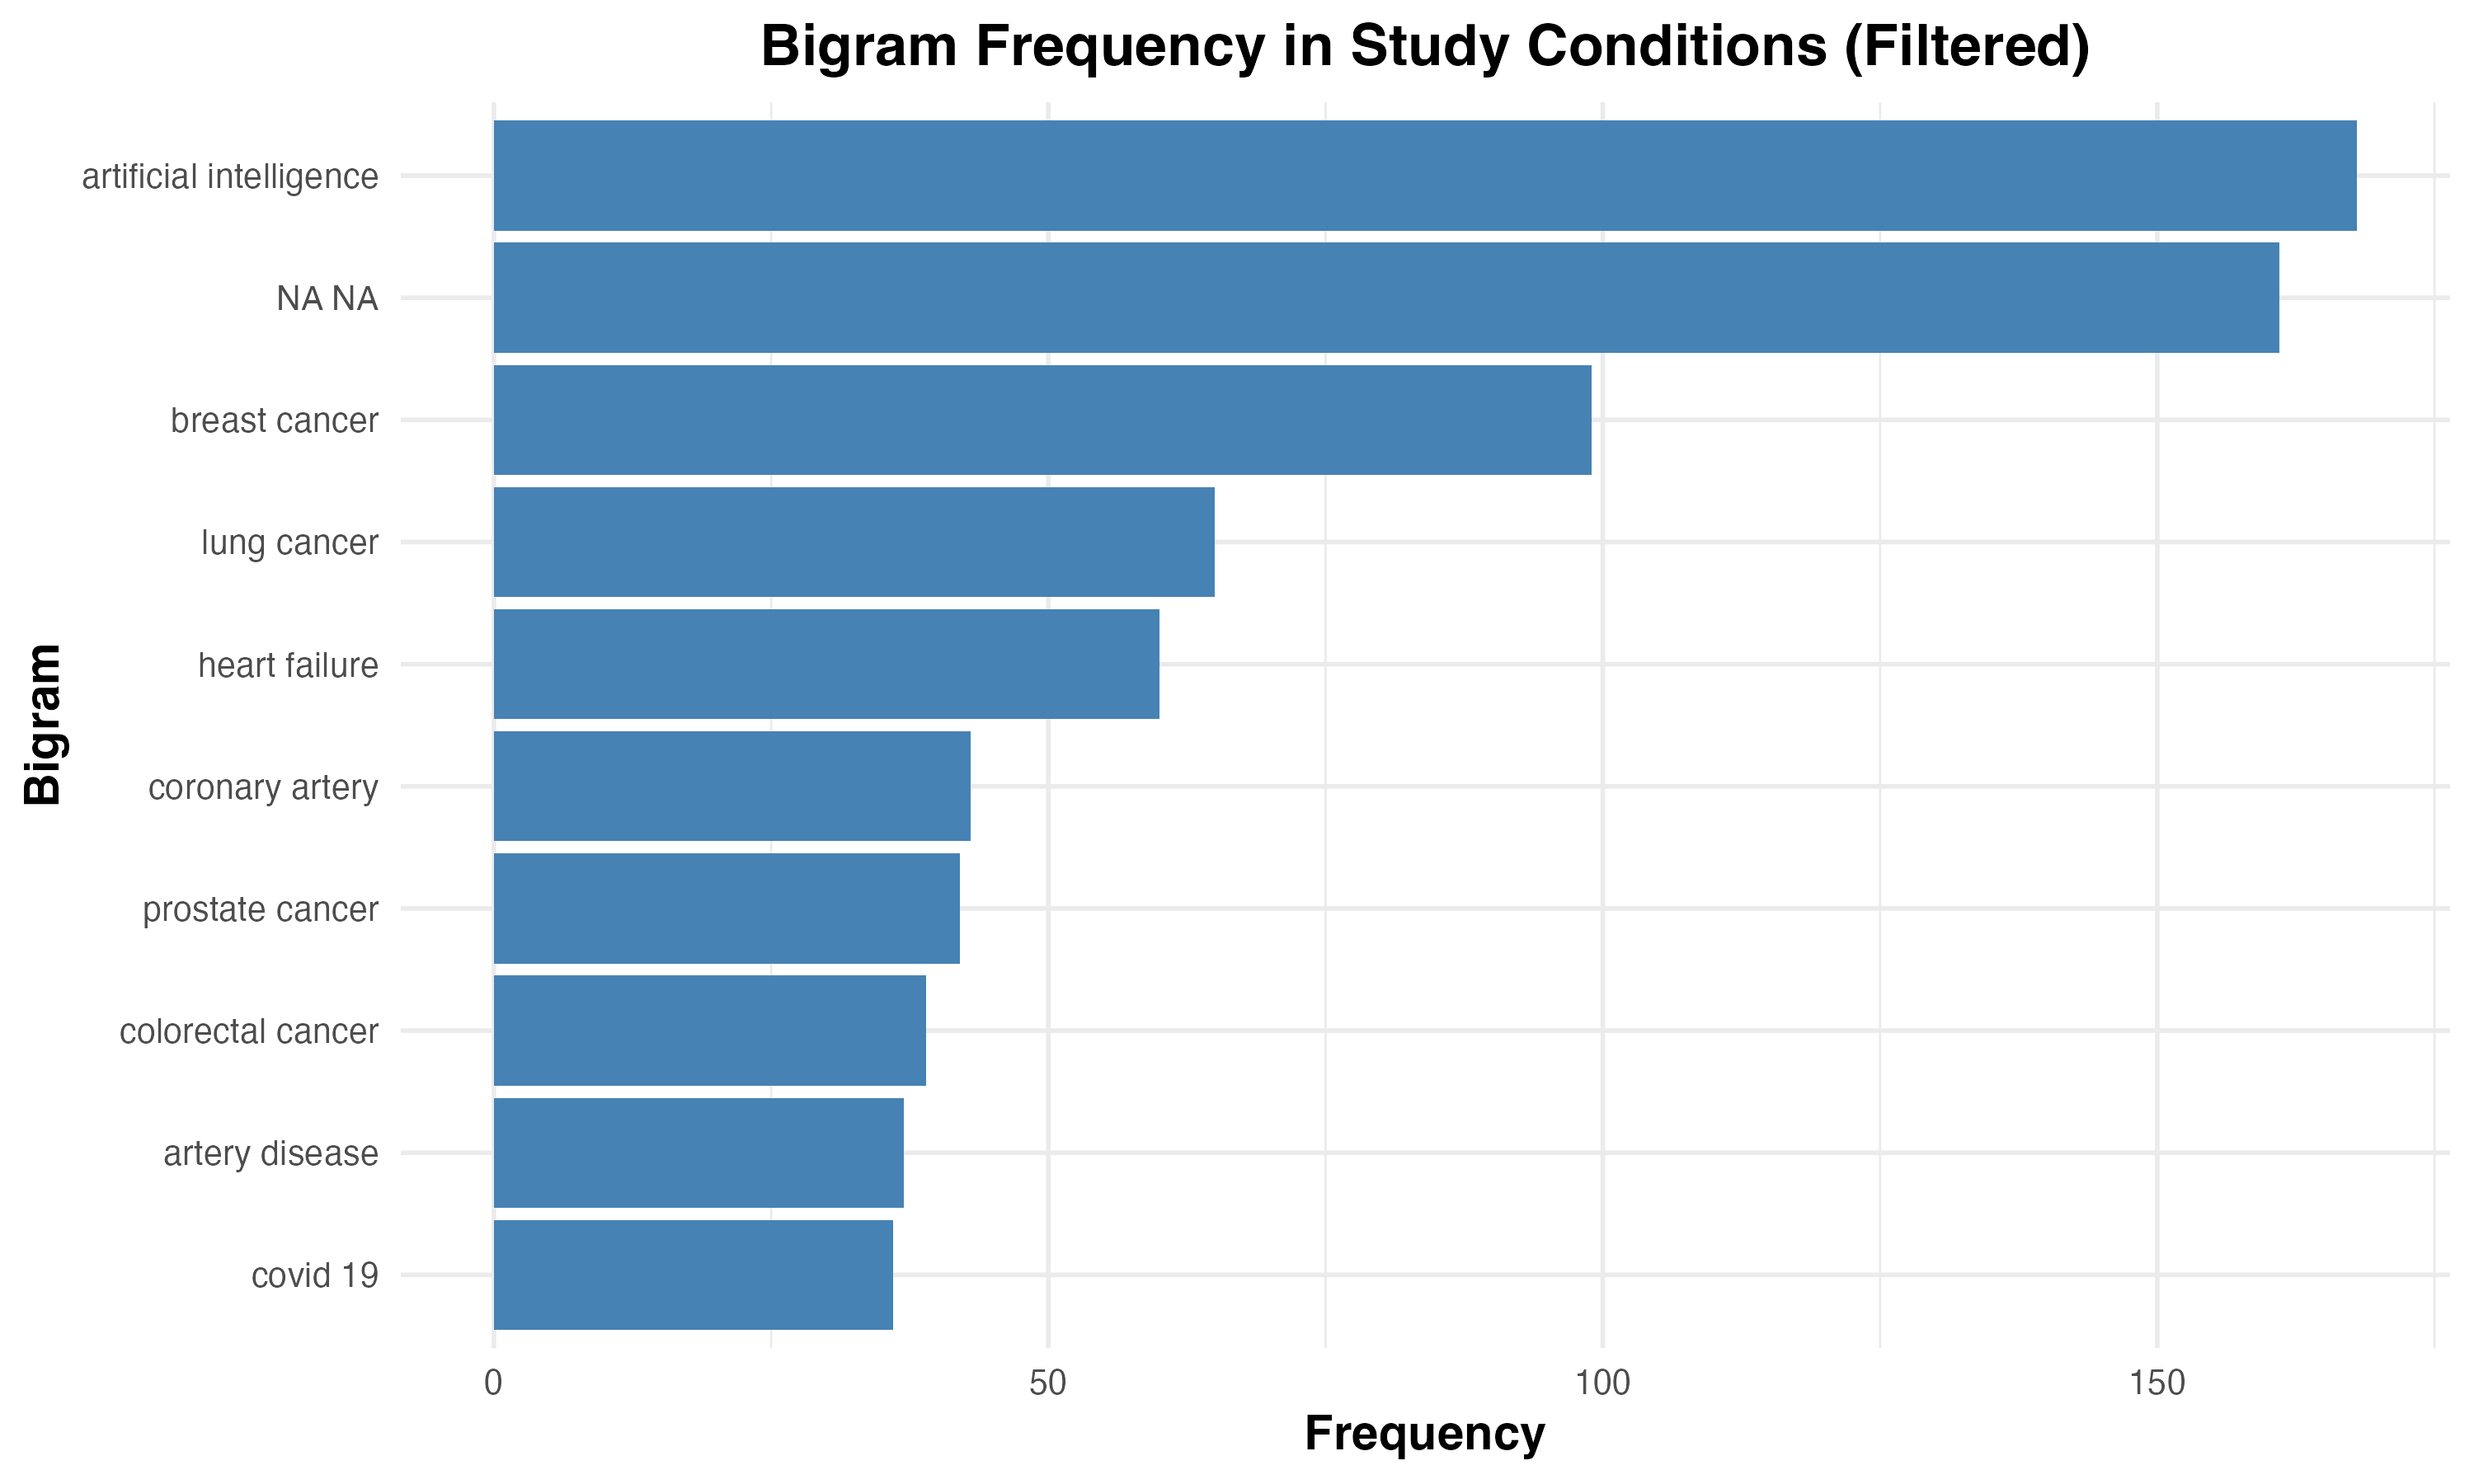 Bigram Frequency in Study Conditions (Filtered)
artificial intelligence
NA NA
breast cancer
lung cancer
heart failure
coronary artery
prostate cancer
colorectal cancer
artery disease
covid 19
Bigram
0 50 100 150
Frequency